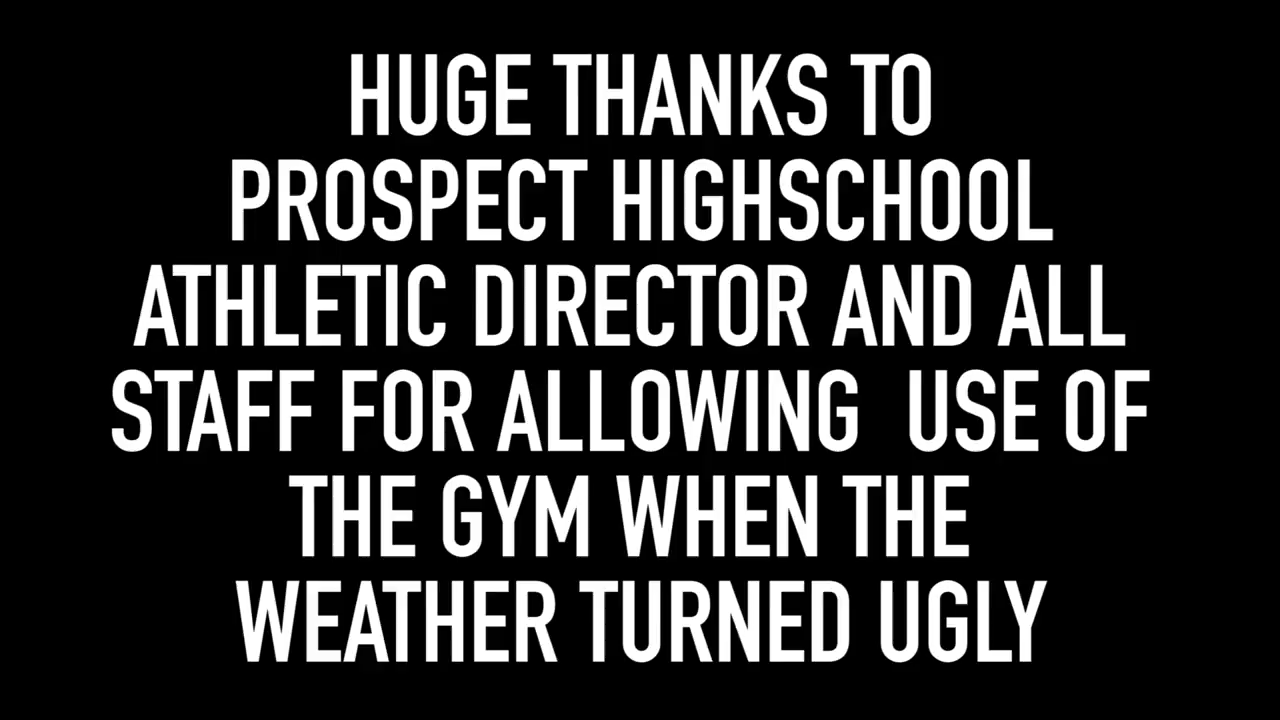 HUGE THANKS TO
PROSPECT HIGHSCHOOL
ATHLETIC DIRECTOR AND ALL
STAFF FOR ALLOWING  USE OF
THE GYM WHEN THE
WEATHER TURNED UGLY